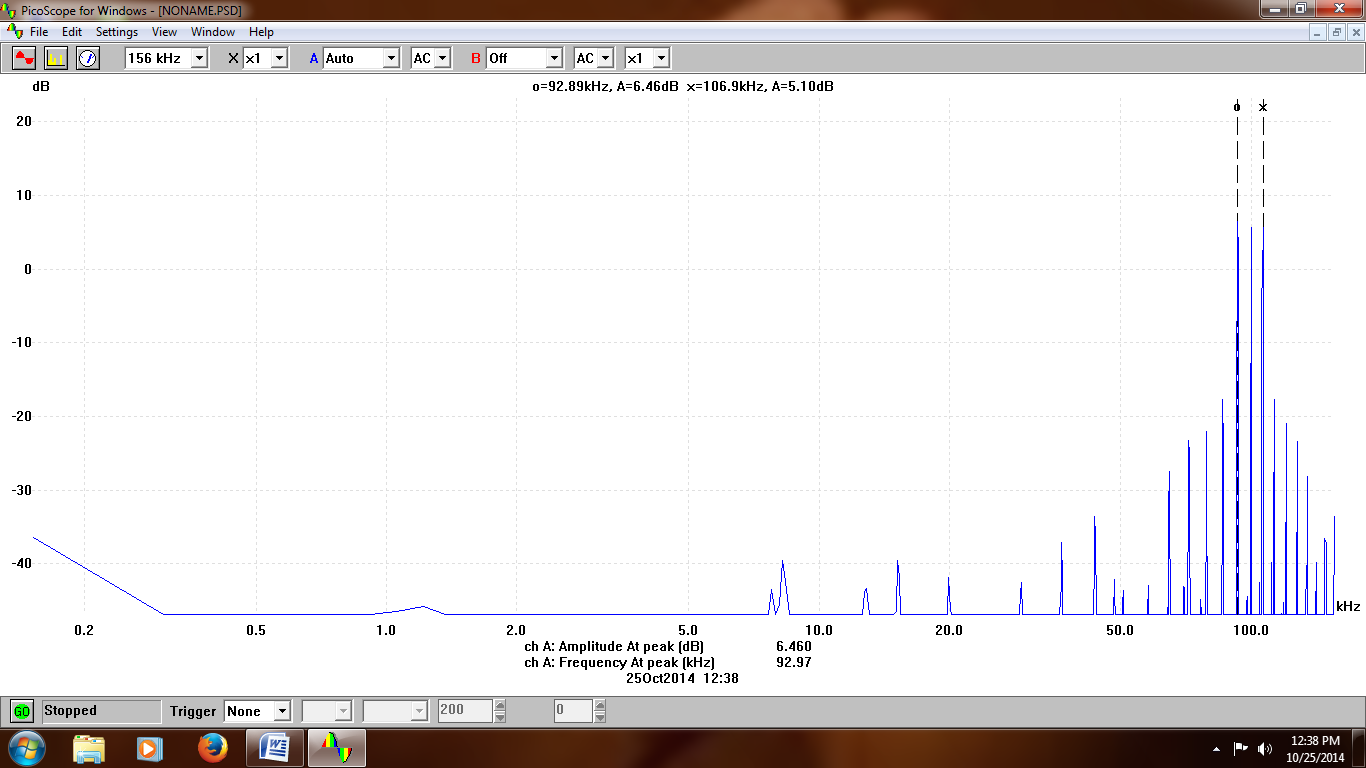 PicoScope for Windows - [NONAME.PSD]
File Edit Settings View Window Help
156 kHz X x1 A Auto AC B Off AC x1
dB o=92.89kHz, A=6.46dB x=106.9kHz, A=5.10dB
o x
20
10
0
-10
-20
-30
-40
kHz
0.2 0.5 1.0 2.0 5.0 10.0 20.0 50.0 100.0
ch A: Amplitude At peak (dB) 6.460
ch A: Frequency At peak (kHz) 92.97
25Oct2014 12:38
GO Stopped Trigger None 200 0
12:38 PM
10/25/2014